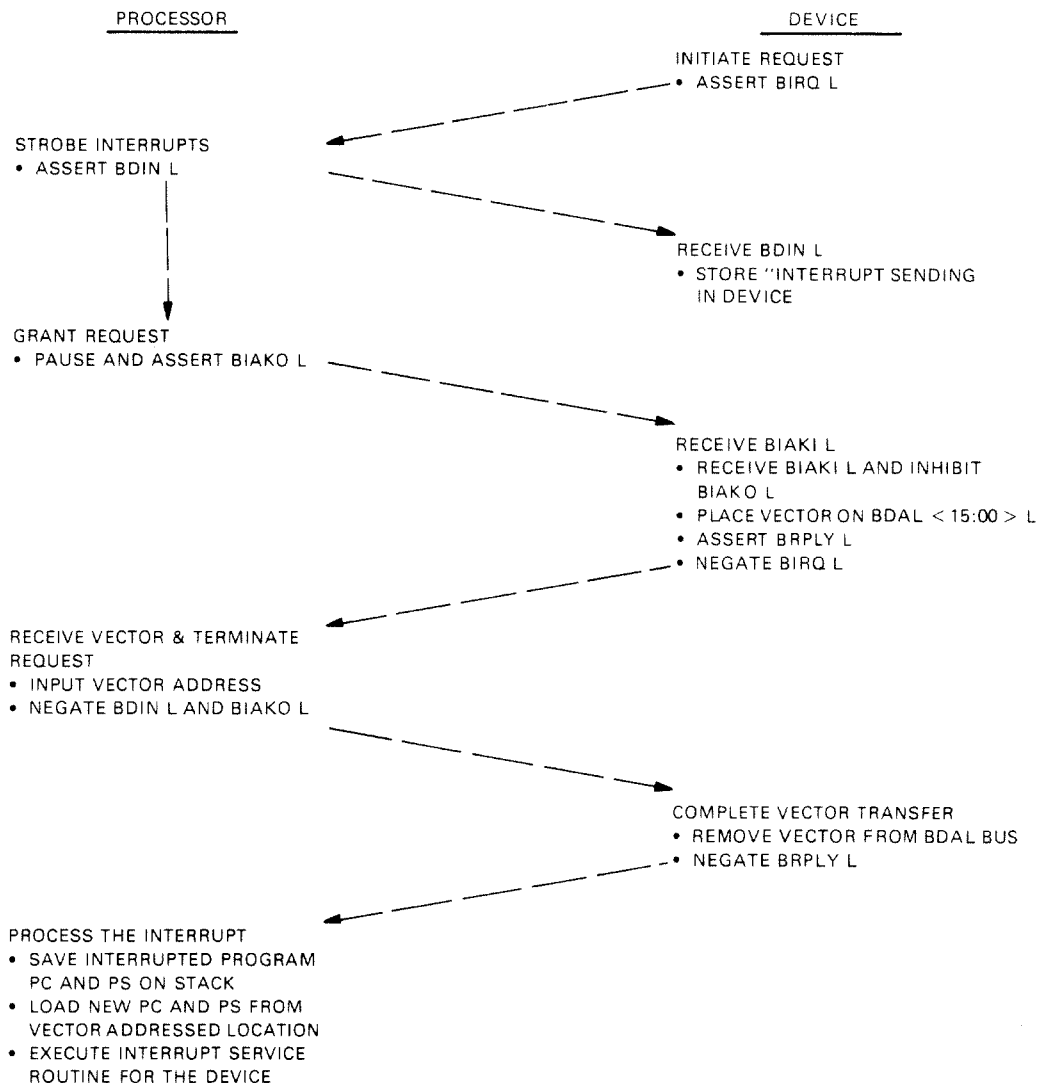 PROCESSOR
DEVICE
INITIATE REQUEST
• ASSERT BIRQ L
STROBE INTERRUPTS
• ASSERT BDIN L
RECEIVE BDIN L
• STORE "INTERRUPT SENDING
IN DEVICE
GRANT REQUEST
• PAUSE AND ASSERT BIAKO L
RECEIVE BIAKI L
• RECEIVE BIAKI L AND INHIBIT
BIAKO L
• PLACE VECTOR ON BDAL < 15:00 > L
• ASSERT BRPLY L
• NEGATE BIRQ L
RECEIVE VECTOR & TERMINATE
REQUEST
• INPUT VECTOR ADDRESS
• NEGATE BDIN L AND BIAKO L
COMPLETE VECTOR TRANSFER
• REMOVE VECTOR FROM BDAL BUS
• NEGATE BRPLY L
PROCESS THE INTERRUPT
• SAVE INTERRUPTED PROGRAM
PC AND PS ON STACK
• LOAD NEW PC AND PS FROM
VECTOR ADDRESSED LOCATION
• EXECUTE INTERRUPT SERVICE
ROUTINE FOR THE DEVICE